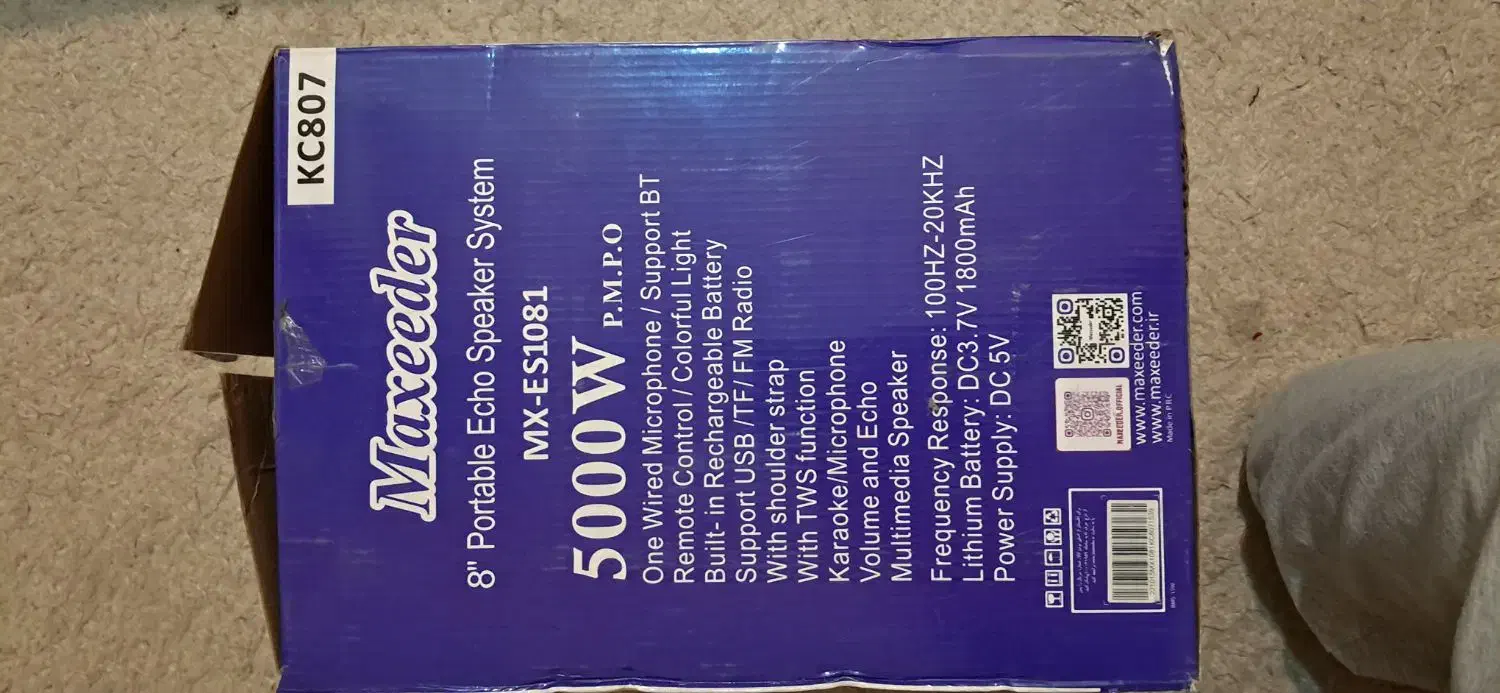 KC807
Maxeeder
8" Portable Echo Speaker System
MX-ES1081
5000W P.M.P.O
One Wired Microphone / Support BT
Remote Control / Colorful Light
Built- in Rechargeable Battery
Support USB /TF/ FM Radio
With shoulder strap
With TWS function
Karaoke/Microphone
Volume and Echo
Multimedia Speaker
Frequency Response: 100HZ-20KHZ
Lithium Battery: DC3.7V 1800mAh
Power Supply: DC 5V
MAXEEDER.OFFICIAL
www.maxeeder.com
www.maxeeder.ir
Made in P.R.C